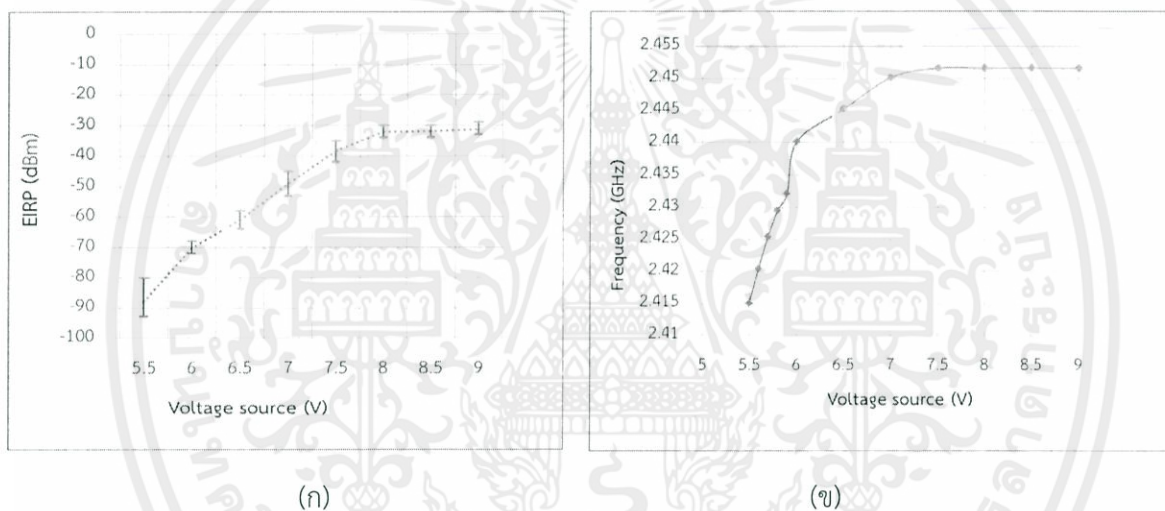 0
-10
-20
-30
-40
-50
-60
-70
-80
-90
-100
EIRP (dBm)
5.5 6 6.5 7 7.5 8 8.5 9
Voltage source (V)
(ก)
2.455
2.45
2.445
2.44
2.435
2.43
2.425
2.42
2.415
2.41
Frequency (GHz)
5 5.5 6 6.5 7 7.5 8 8.5 9
Voltage source (V)
(ข)